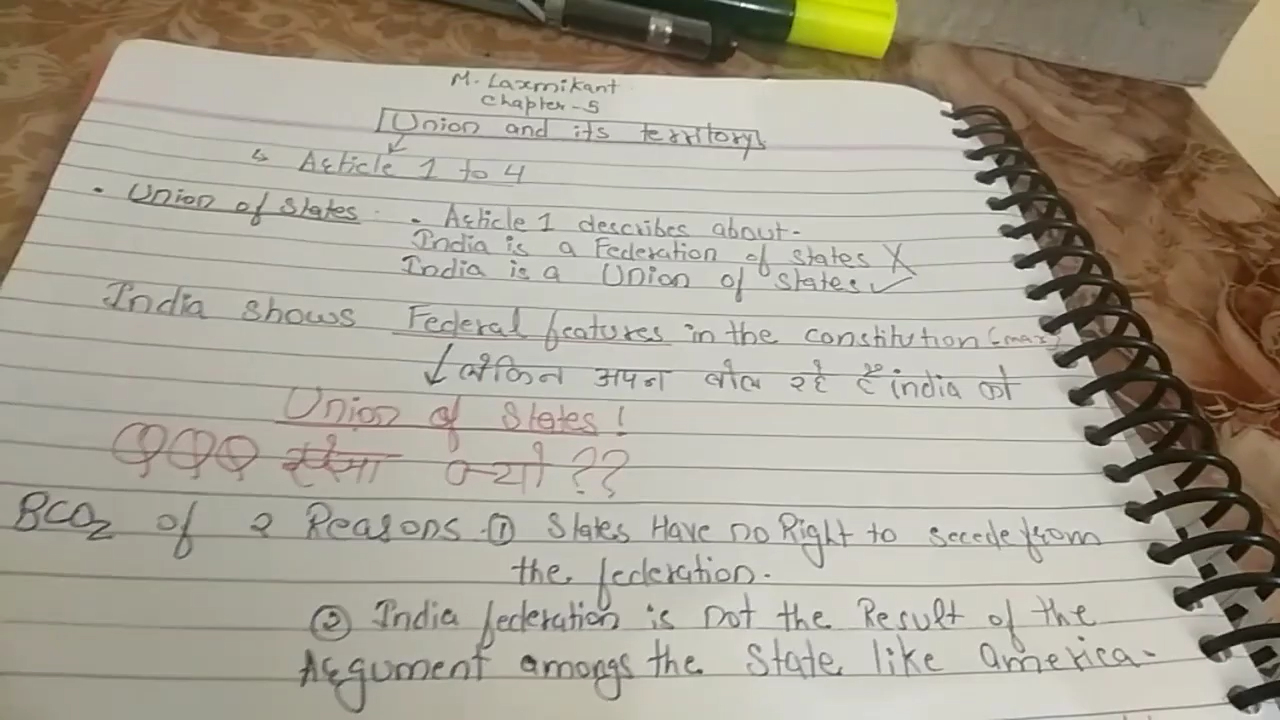 M. Laxmikant
Chapter-5
Union and its territory
↳ Article 1 to 4
• Union of States • Article 1 describes about-
India is a Federation of states X
India is a Union of states ✓
India shows Federal features in the constitution (max)
↓ लेकिन अपन बोल रहे हैं india को
Union of States!
QQQ क्यों ??
BCO2 of 2 Reasons ① States Have no Right to secede from
the federation.
② India federation is not the Result of the
Argument amongs the State like america-